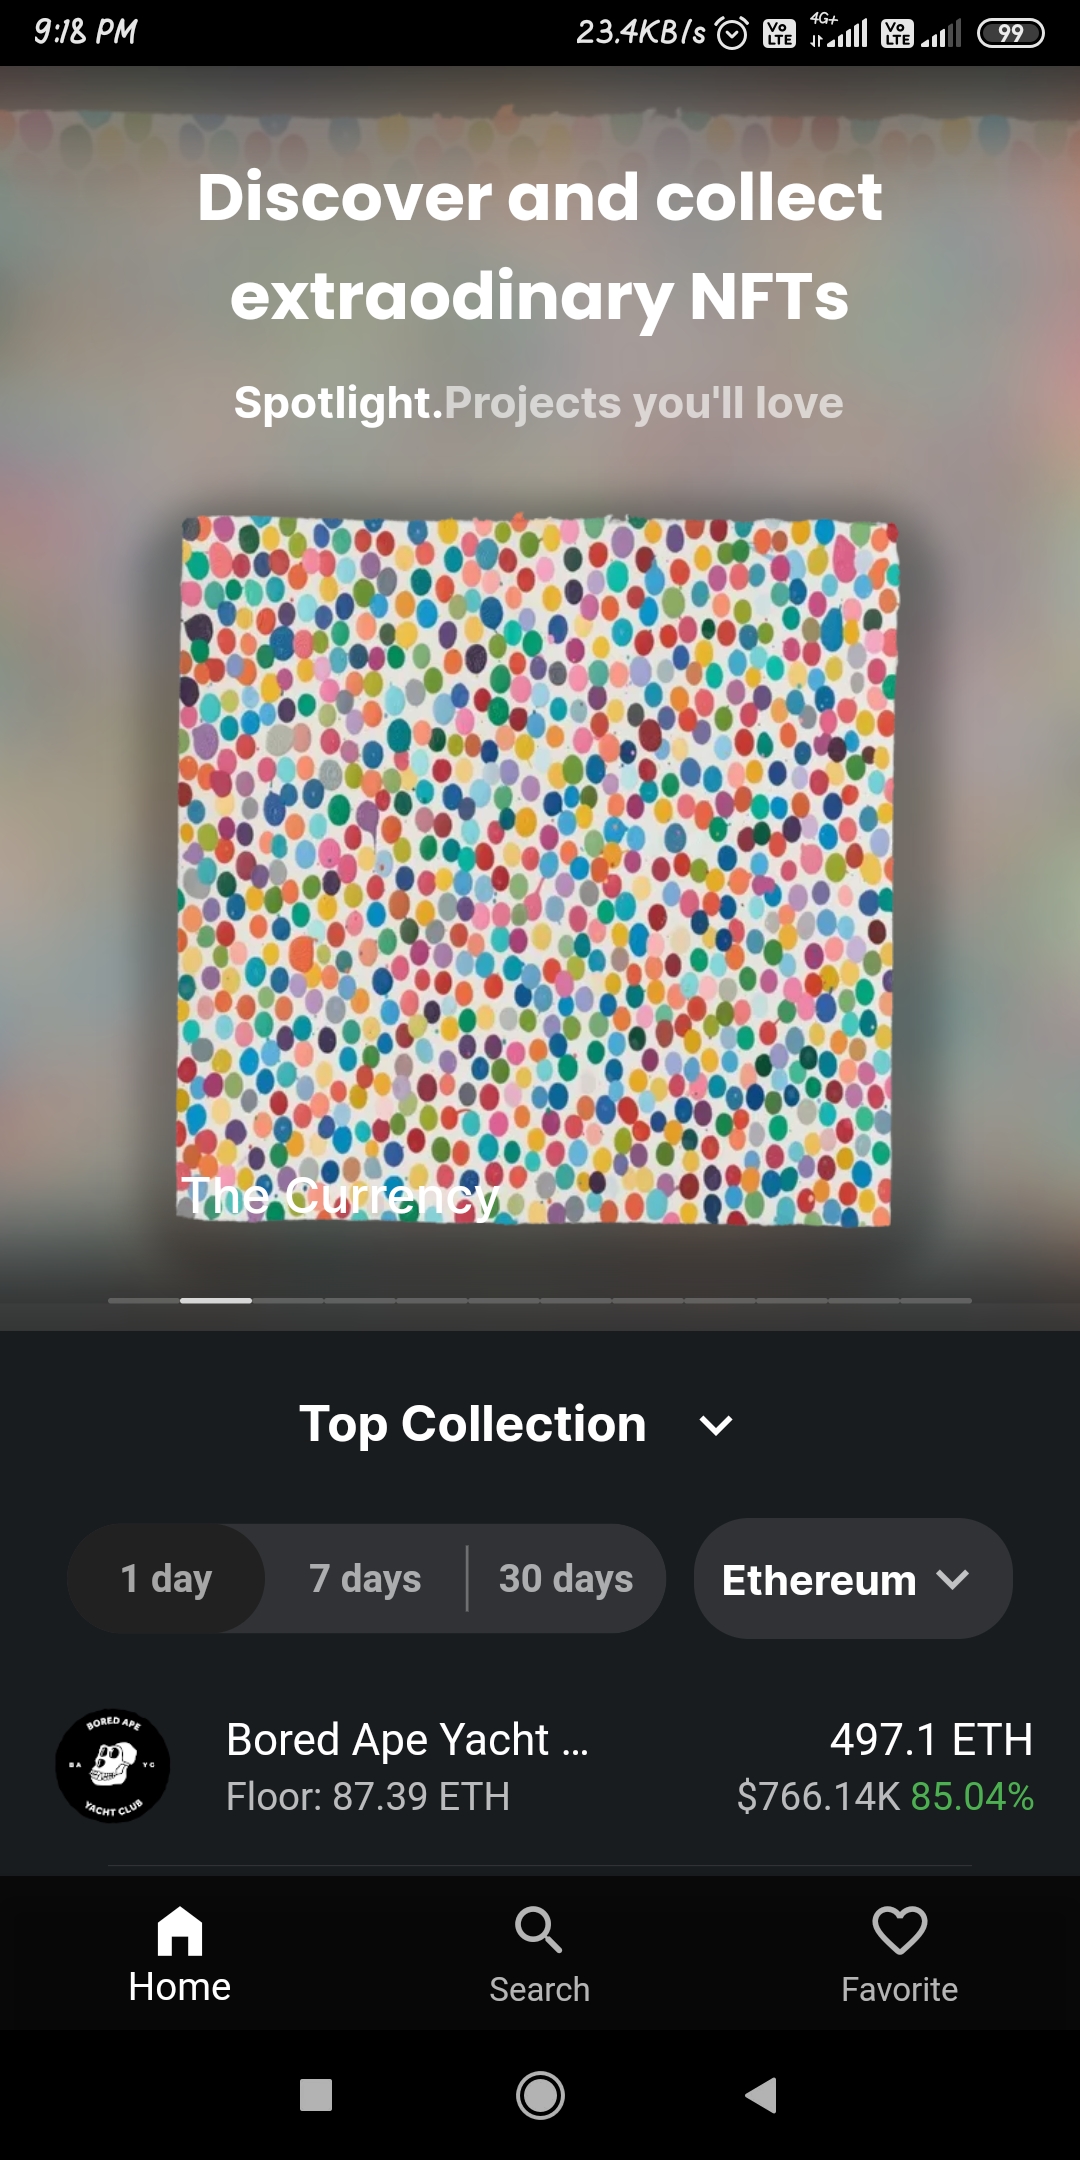 9:18 PM 23.4KB/s Vo LTE 4G+ Vo LTE 99
Discover and collect
extraodinary NFTs
Spotlight.Projects you'll love
The Currency
Top Collection
1 day 7 days 30 days Ethereum
BORED APE
BA YC
YACHT CLUB
Bored Ape Yacht ... 497.1 ETH
Floor: 87.39 ETH $766.14K 85.04%
Home Search Favorite